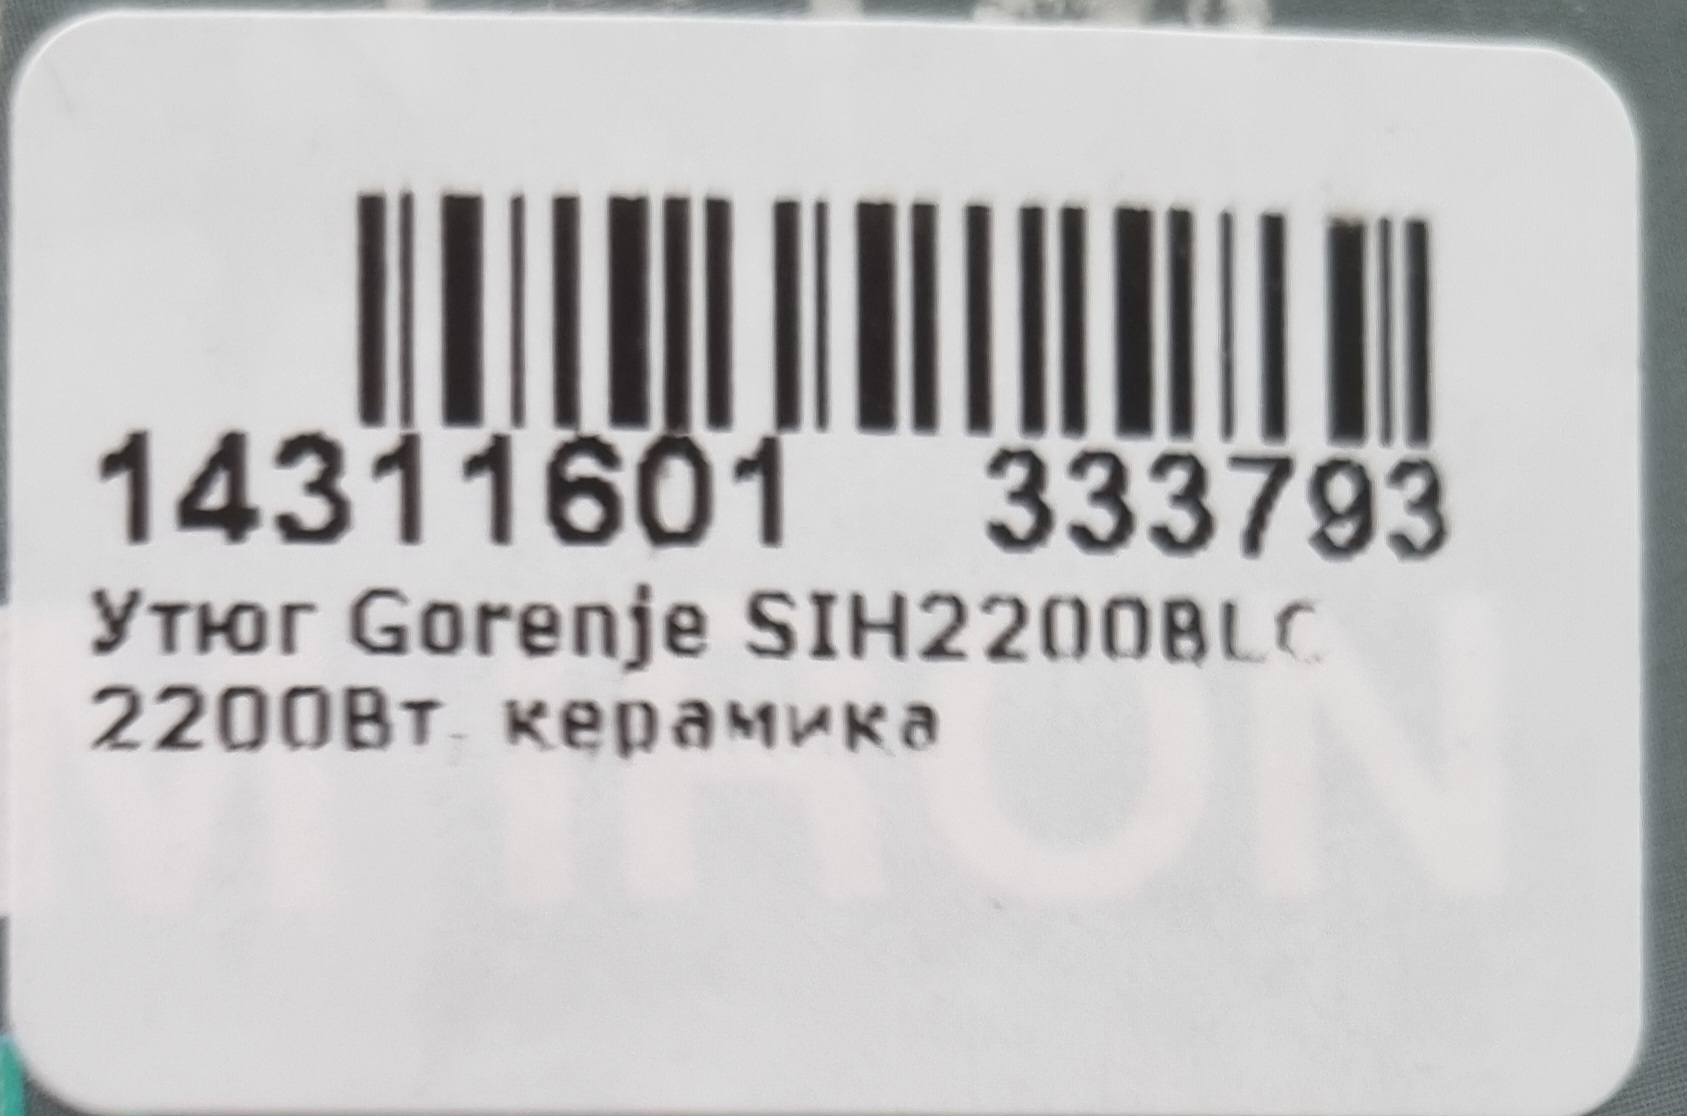 14311601 333793
Утюг Gorenje SIH2200BLC
2200Вт. керамика